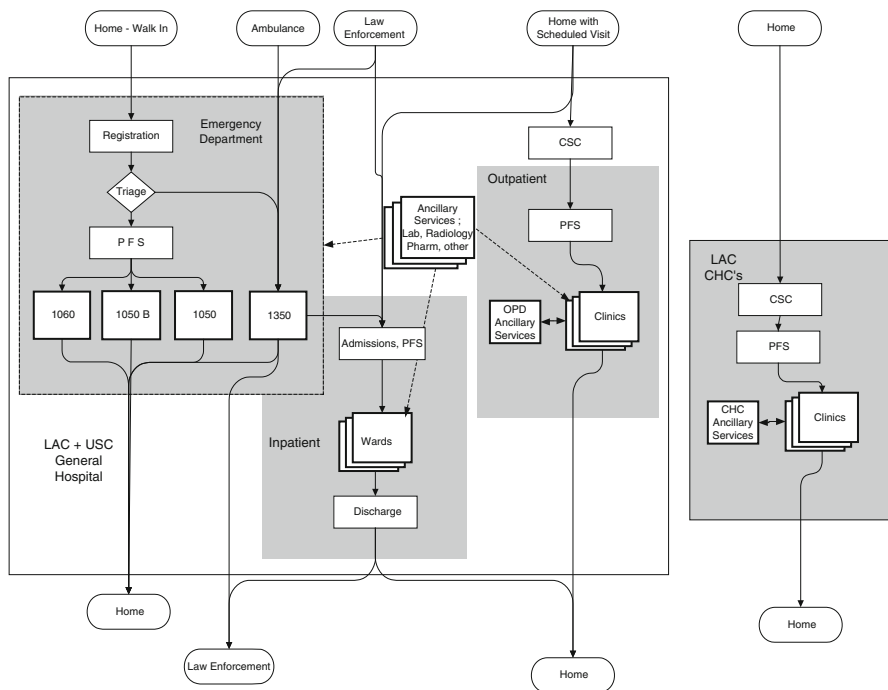 Home - Walk In
Ambulance
Law
Enforcement
Home with
Scheduled Visit
Home
Registration
Emergency
Department
CSC
Triage
Outpatient
Ancillary
Services ;
Lab, Radiology
Pharm, other
PFS
P F S
LAC
CHC's
CSC
1060
1050 B
1050
1350
OPD
Ancillary
Services
Clinics
Admissions, PFS
PFS
CHC
Ancillary
Services
Clinics
LAC + USC
General
Hospital
Inpatient
Wards
Discharge
Home
Home
Law Enforcement
Home